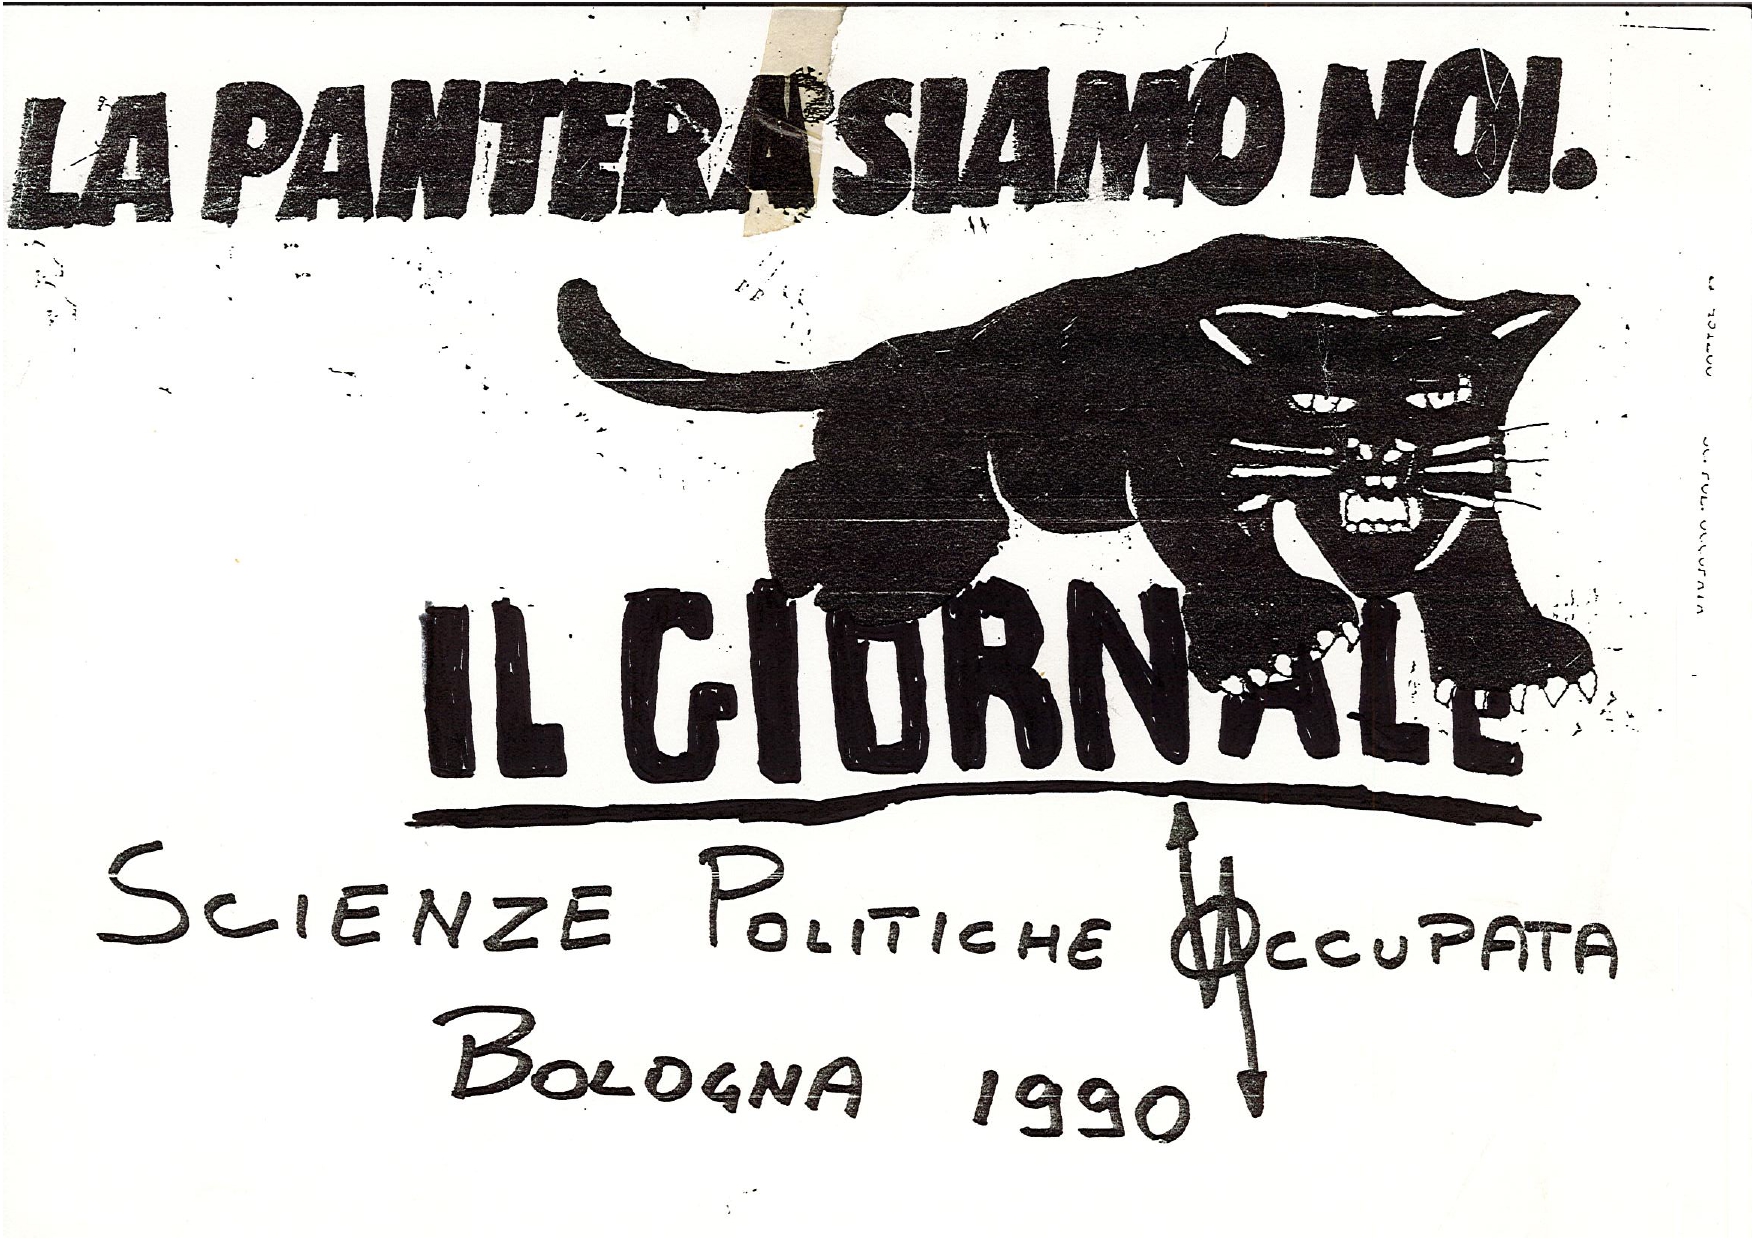 LA PANTERA SIAMO NOI.
IL GIORNALE
SCIENZE POLITICHE OCCUPATA
BOLOGNA 1990